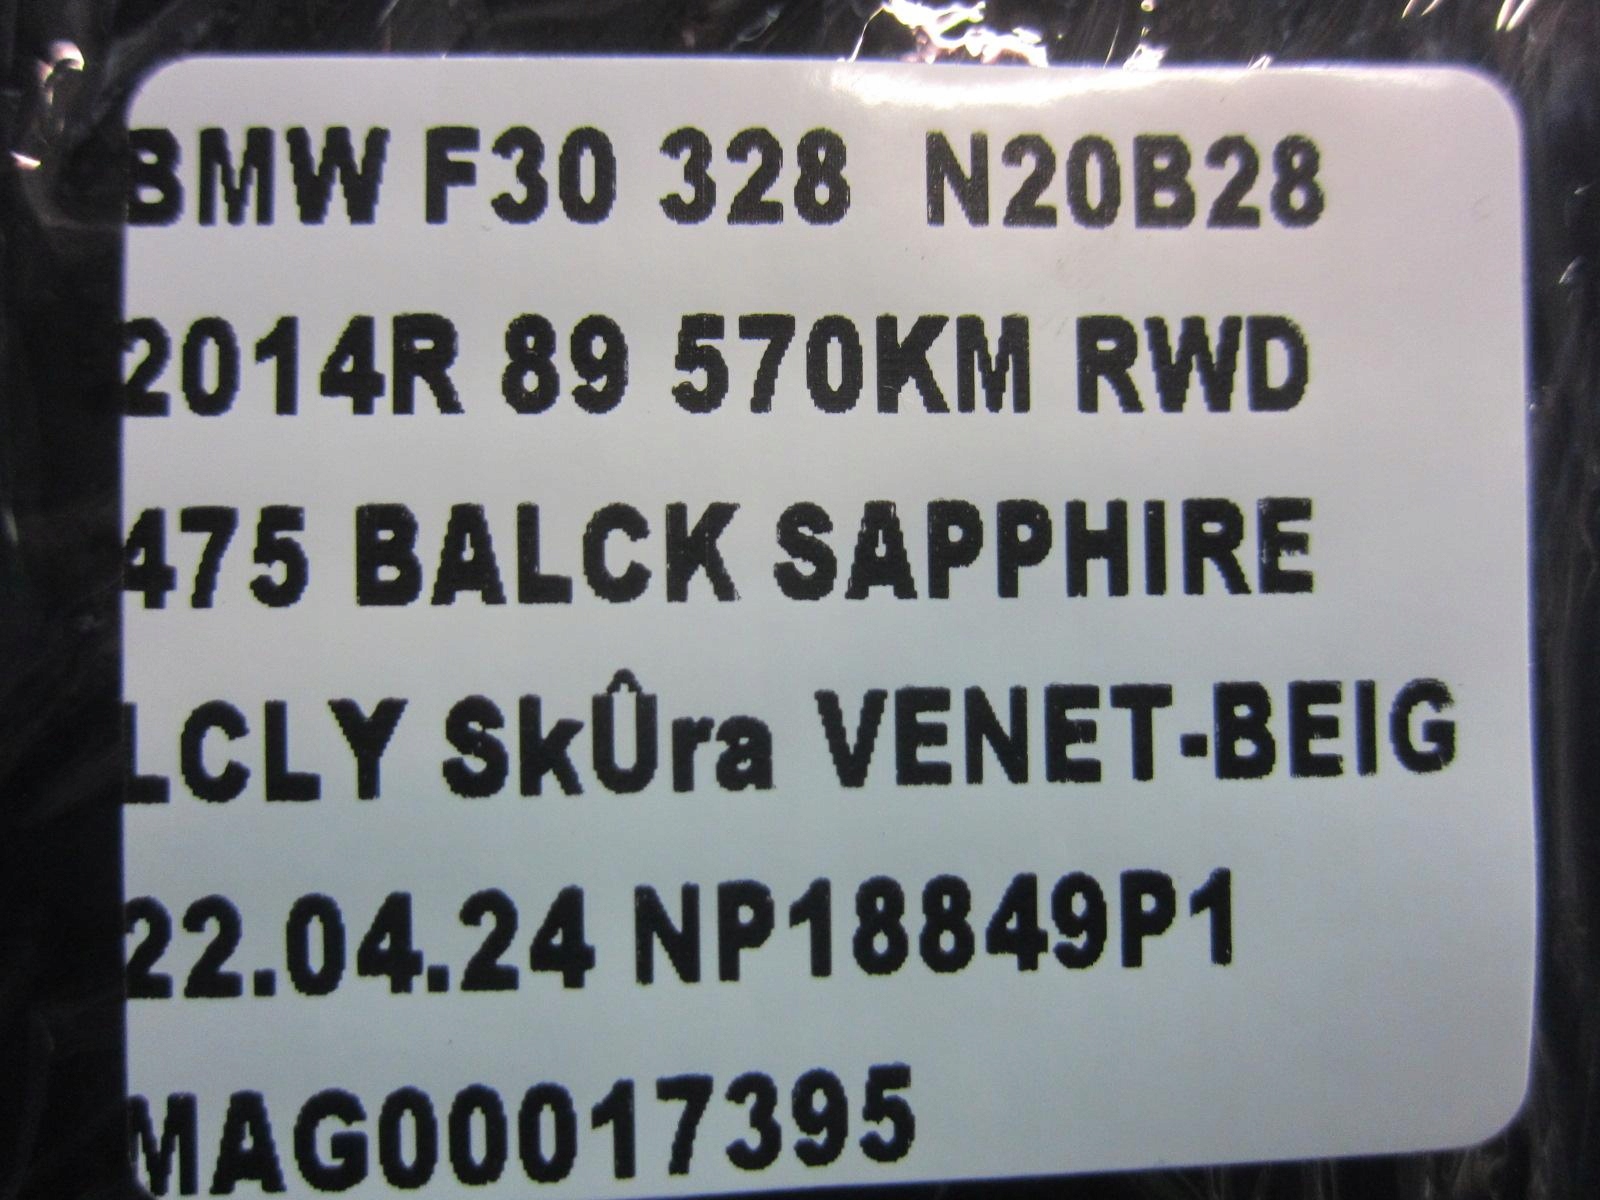 BMW F30 328 N20B28
2014R 89 570KM RWD
475 BALCK SAPPHIRE
LCLY SkÛra VENET-BEIG
22.04.24 NP18849P1
MAG00017395